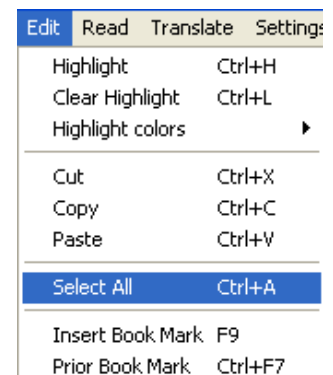 Edit Read Translate Settings
Highlight Ctrl+H
Clear Highlight Ctrl+L
Highlight colors
Cut Ctrl+X
Copy Ctrl+C
Paste Ctrl+V
Select All Ctrl+A
Insert Book Mark F9
Prior Book Mark Ctrl+F7